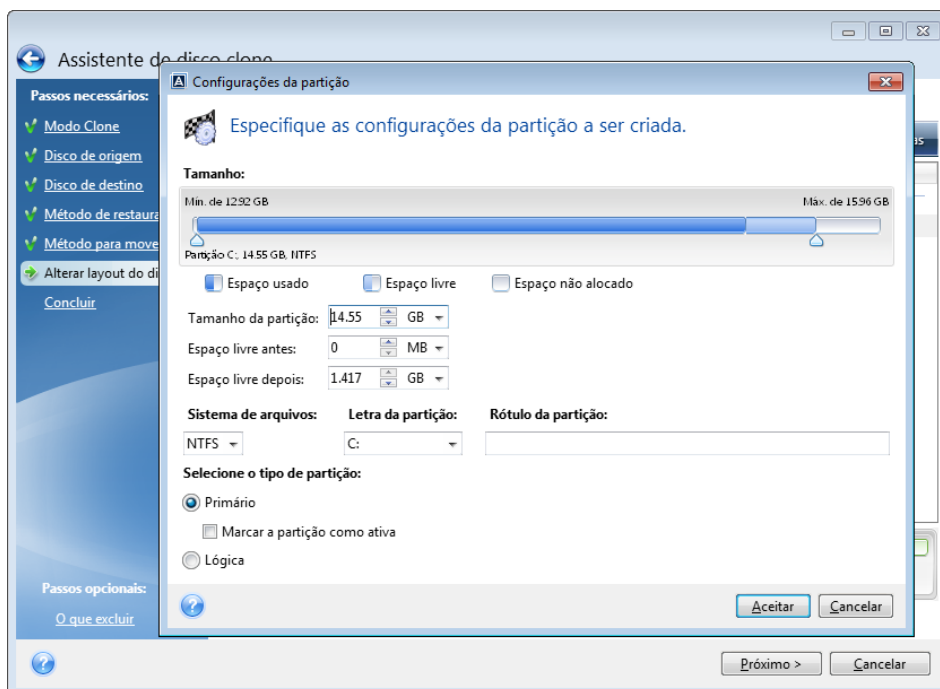 Assistente de disco clone
Configurações da partição
Passos necessários:
Modo Clone
Disco de origem
Disco de destino
Método de restaura
Método para move
Alterar layout do di
Concluir
Passos opcionais:
O que excluir
as
Especifique as configurações da partição a ser criada.
Tamanho:
Mín. de 12.92 GB Máx. de 15.96 GB
Partição C:, 14.55 GB, NTFS
Espaço usado Espaço livre Espaço não alocado
Tamanho da partição: 14.55 GB
Espaço livre antes: 0 MB
Espaço livre depois: 1.417 GB
Sistema de arquivos: Letra da partição: Rótulo da partição:
NTFS C:
Selecione o tipo de partição:
Primário
Marcar a partição como ativa
Lógica
Aceitar Cancelar
Próximo > Cancelar